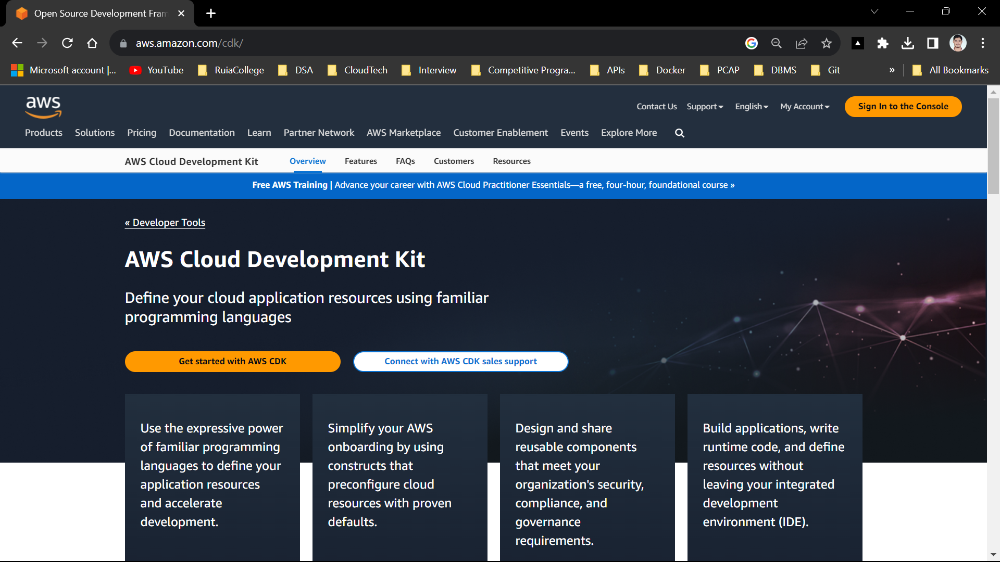 Open Source Development Fram
aws.amazon.com/cdk/
Microsoft account |... YouTube RuiaCollege DSA CloudTech Interview Competitive Progra... APIs Docker PCAP DBMS Git » All Bookmarks
aws
Contact Us Support English My Account Sign In to the Console
Products Solutions Pricing Documentation Learn Partner Network AWS Marketplace Customer Enablement Events Explore More
AWS Cloud Development Kit Overview Features FAQs Customers Resources
Free AWS Training | Advance your career with AWS Cloud Practitioner Essentials—a free, four-hour, foundational course »
« Developer Tools
AWS Cloud Development Kit
Define your cloud application resources using familiar
programming languages
Get started with AWS CDK Connect with AWS CDK sales support
Use the expressive power
of familiar programming
languages to define your
application resources
and accelerate
development.
Simplify your AWS
onboarding by using
constructs that
preconfigure cloud
resources with proven
defaults.
Design and share
reusable components
that meet your
organization's security,
compliance, and
governance
requirements.
Build applications, write
runtime code, and define
resources without
leaving your integrated
development
environment (IDE).